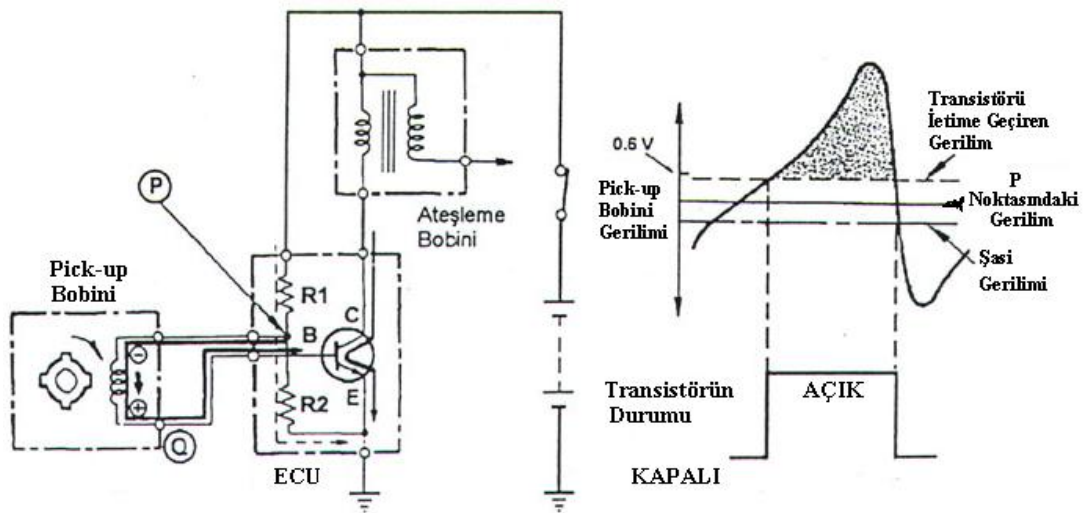 P
Pick-up
Bobini
Q
R1
B
C
R2
E
ECU
Ateşleme
Bobini
0.6 V
Pick-up
Bobini
Gerilimi
Transistörü
İletime Geçiren
Gerilim
P
Noktasındaki
Gerilim
Şasi
Gerilimi
Transistörün
Durumu
AÇIK
KAPALI